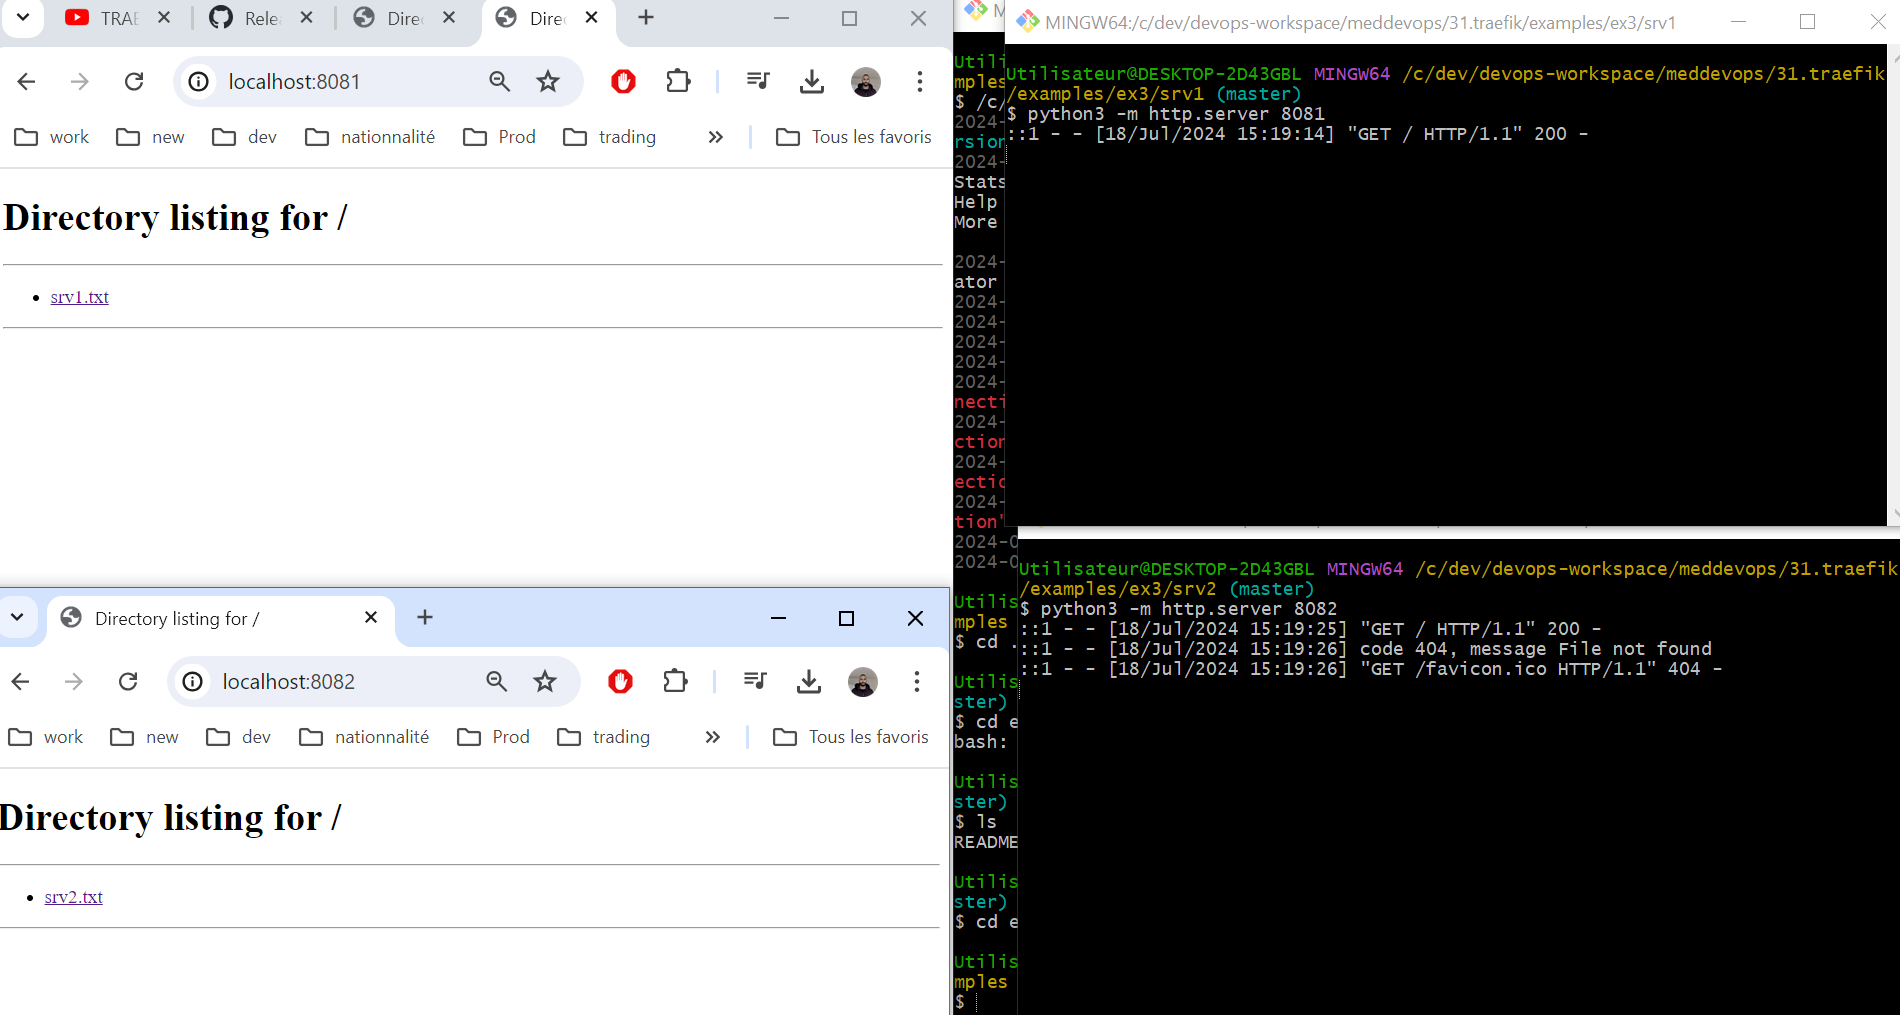 TRAE
Relea
Direc
Direc
localhost:8081
work
new
dev
nationnalité
Prod
trading
»
Tous les favoris
Directory listing for /
srv1.txt
Directory listing for /
localhost:8082
work
new
dev
nationnalité
Prod
trading
»
Tous les favoris
Directory listing for /
srv2.txt
M
Utili
mples
$ /c/
2024-
rsion
2024-
Stats
Help
More
2024-
ator
2024-
2024-
2024-
2024-
2024-
necti
2024-
ction
2024-
ectio
2024-
tion"
2024-0
2024-0
Utilis
mples
$ cd .
Utilis
ster)
$ cd e
bash:
Utilis
ster)
$ ls
README
Utilis
ster)
$ cd e
Utilis
mples
$
MINGW64:/c/dev/devops-workspace/meddevops/31.traefik/examples/ex3/srv1
Utilisateur@DESKTOP-2D43GBL MINGW64 /c/dev/devops-workspace/meddevops/31.traefik
/examples/ex3/srv1 (master)
$ python3 -m http.server 8081
::1 - - [18/Jul/2024 15:19:14] "GET / HTTP/1.1" 200 -
Utilisateur@DESKTOP-2D43GBL MINGW64 /c/dev/devops-workspace/meddevops/31.traefik
/examples/ex3/srv2 (master)
$ python3 -m http.server 8082
::1 - - [18/Jul/2024 15:19:25] "GET / HTTP/1.1" 200 -
::1 - - [18/Jul/2024 15:19:26] code 404, message File not found
::1 - - [18/Jul/2024 15:19:26] "GET /favicon.ico HTTP/1.1" 404 -